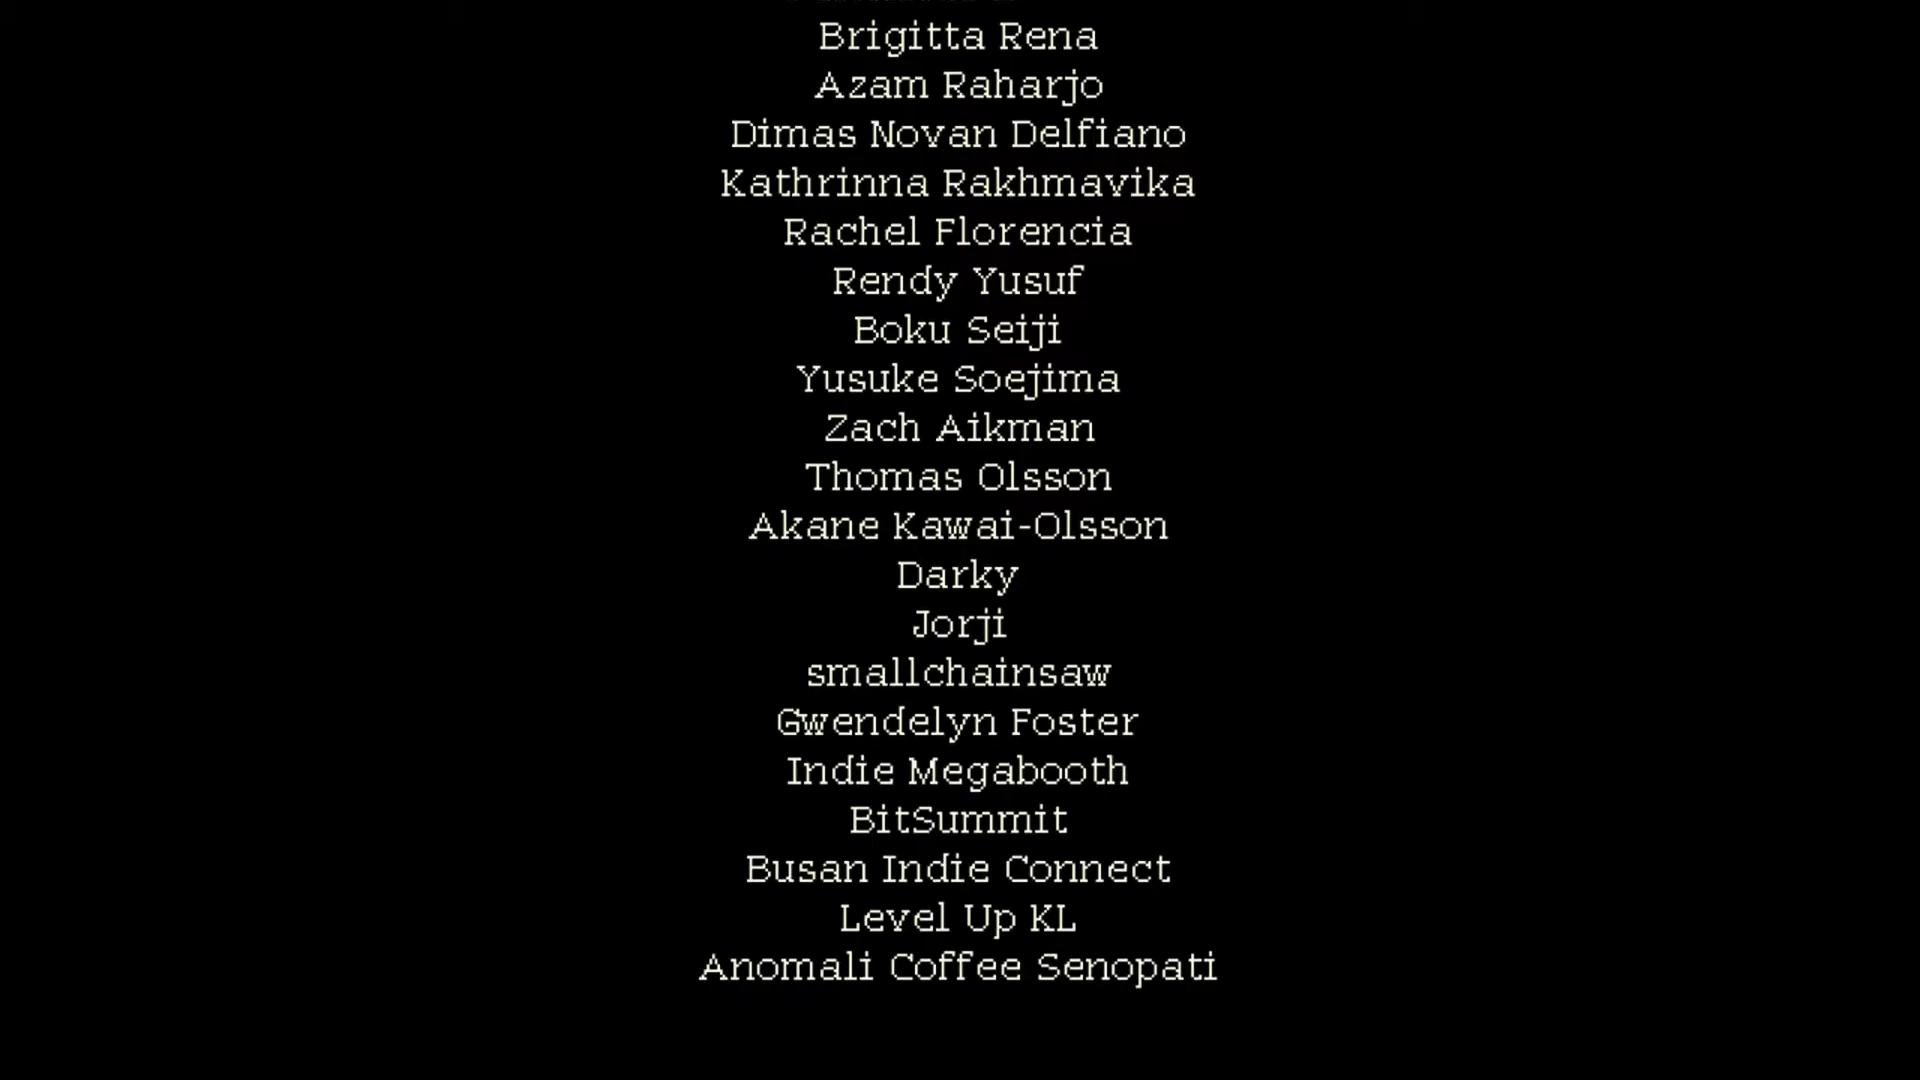 Brigitta Rena
Azam Raharjo
Dimas Novan Delfiano
Kathrinna Rakhmavika
Rachel Florencia
Rendy Yusuf
Boku Seiji
Yusuke Soejima
Zach Aikman
Thomas Olsson
Akane Kawai-Olsson
Darky
Jorji
smallchainsaw
Gwendelyn Foster
Indie Megabooth
BitSummit
Busan Indie Connect
Level Up KL
Anomali Coffee Senopati